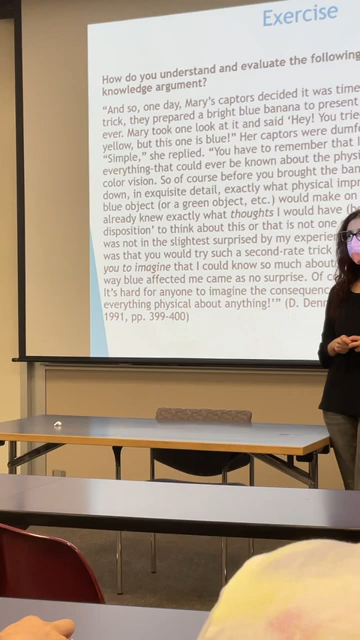 Exercise
How do you understand and evaluate the following
knowledge argument?
"And so, one day, Mary's captors decided it was time
trick, they prepared a bright blue banana to present
ever. Mary took one look at it and said 'Hey! You trie
yellow, but this one is blue!" Her captors were dumf
"Simple," she replied. "You have to remember that I
everything–that could ever be known about the phys
color vision. So of course before you brought the ban
down, in exquisite detail, exactly what physical impr
blue object (or a green object, etc.) would make on
already knew exactly what thoughts I would have (b
disposition' to think about this or that is not one
was not in the slightest surprised by my experien
was that you would try such a second-rate trick
you to imagine that I could know so much about
way blue affected me came as no surprise. Of c
It's hard for anyone to imagine the consequenc
everything physical about anything!'" (D. Denn
1991, pp. 399-400)